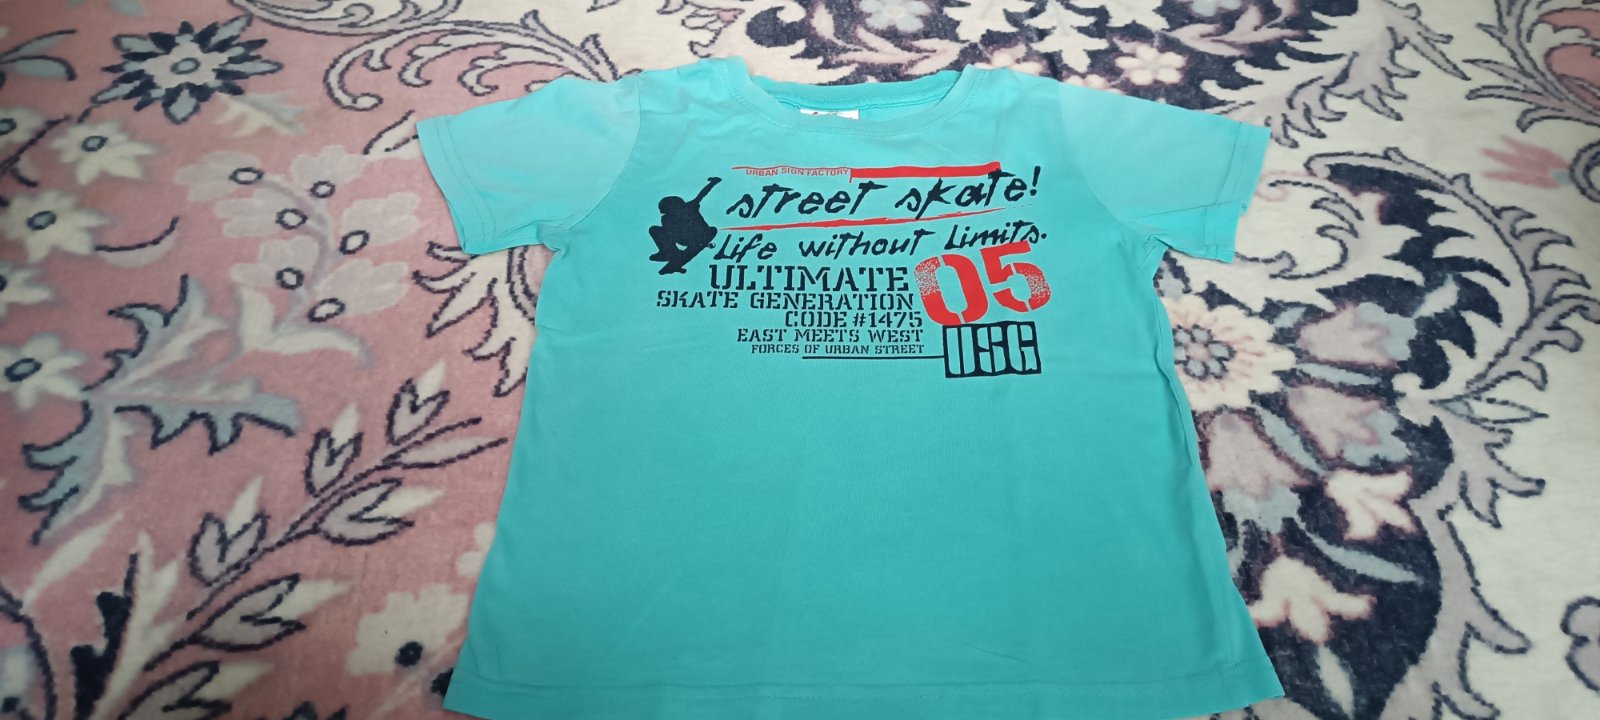 URBAN SIGN FACTORY
street skate!
Life without Limits.
ULTIMATE
05
SKATE GENERATION
CODE #1475
EAST MEETS WEST
FORCES OF URBAN STREET
USG